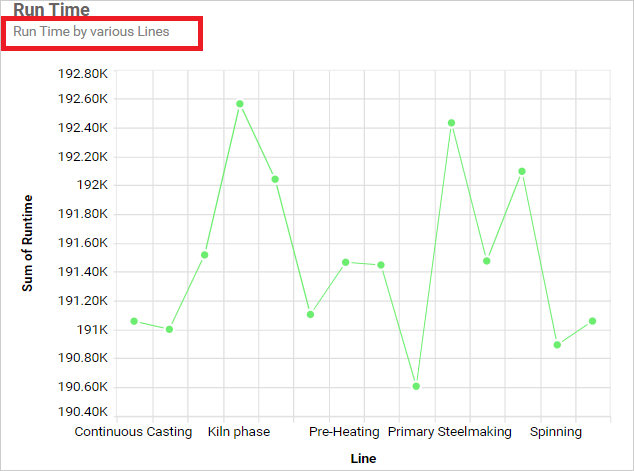 Run Time
Run Time by various Lines
192.80K
192.60K
192.40K
192.20K
192K
191.80K
191.60K
191.40K
191.20K
191K
190.80K
190.60K
190.40K
Sum of Runtime
Continuous Casting
Kiln phase
Pre-Heating
Primary Steelmaking
Spinning
Line